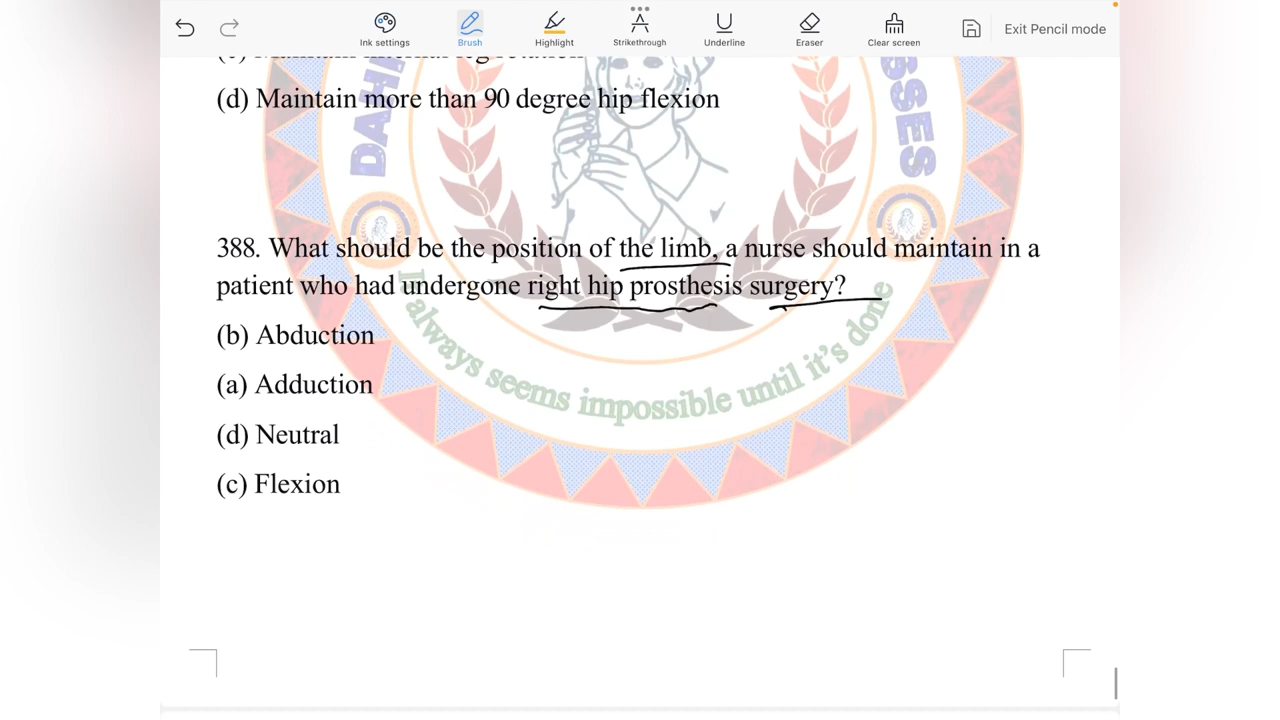 Ink settings
Brush
Highlight
Strikethrough
Underline
Eraser
Clear screen
Exit Pencil mode
(d) Maintain more than 90 degree hip flexion
388. What should be the position of the limb, a nurse should maintain in a
patient who had undergone right hip prosthesis surgery?
(b) Abduction
(a) Adduction
(d) Neutral
(c) Flexion
always seems impossible until it's done